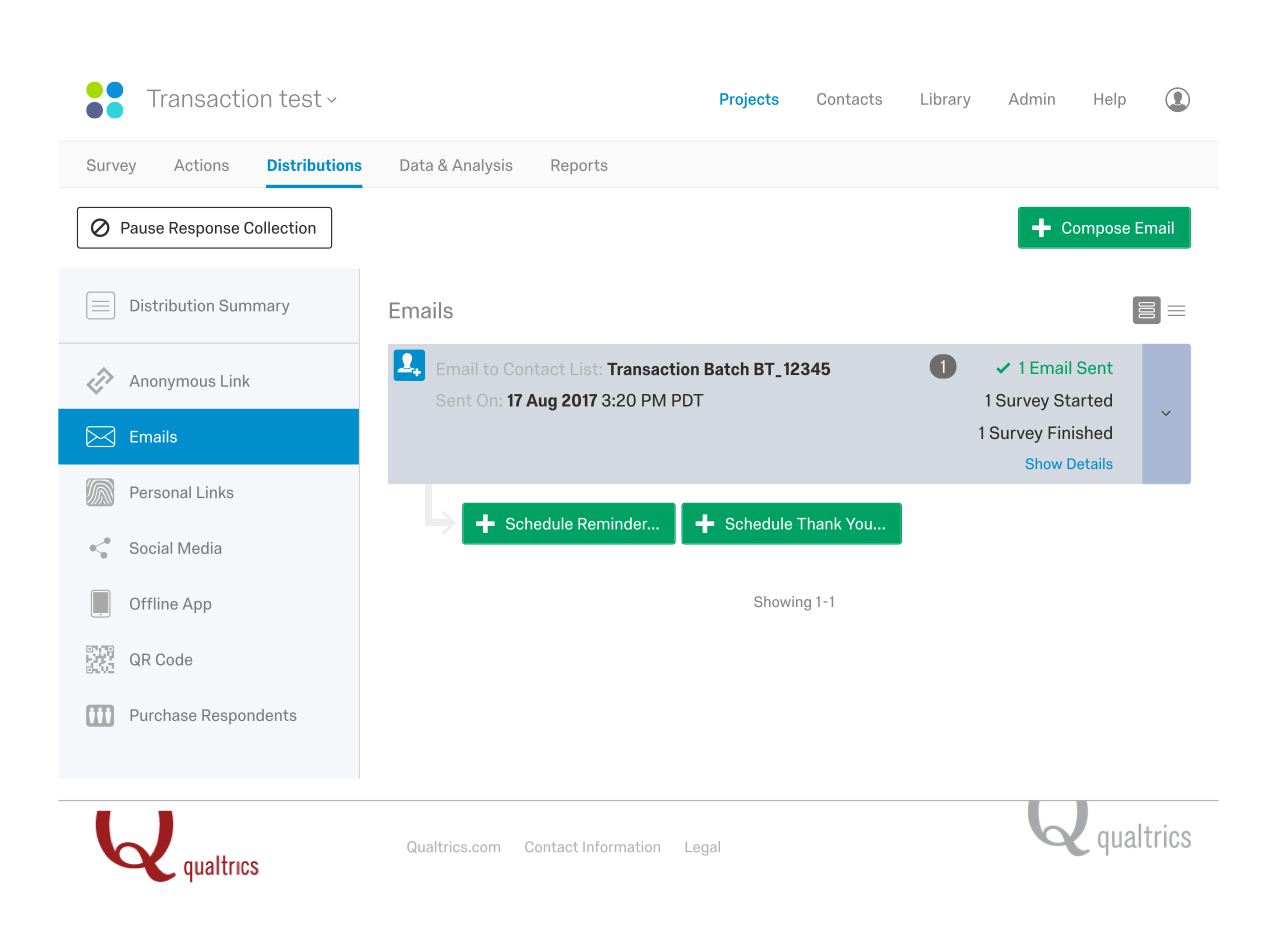 Transaction test
Projects Contacts Library Admin Help
Survey Actions Distributions Data & Analysis Reports
Pause Response Collection
Compose Email
Distribution Summary
Anonymous Link
Emails
Personal Links
Social Media
Offline App
QR Code
Purchase Respondents
Emails
Email to Contact List: Transaction Batch BT_12345
Sent On: 17 Aug 2017 3:20 PM PDT
1
1 Email Sent
1 Survey Started
1 Survey Finished
Show Details
Schedule Reminder... Schedule Thank You...
Showing 1-1
qualtrics
Qualtrics.com Contact Information Legal
qualtrics